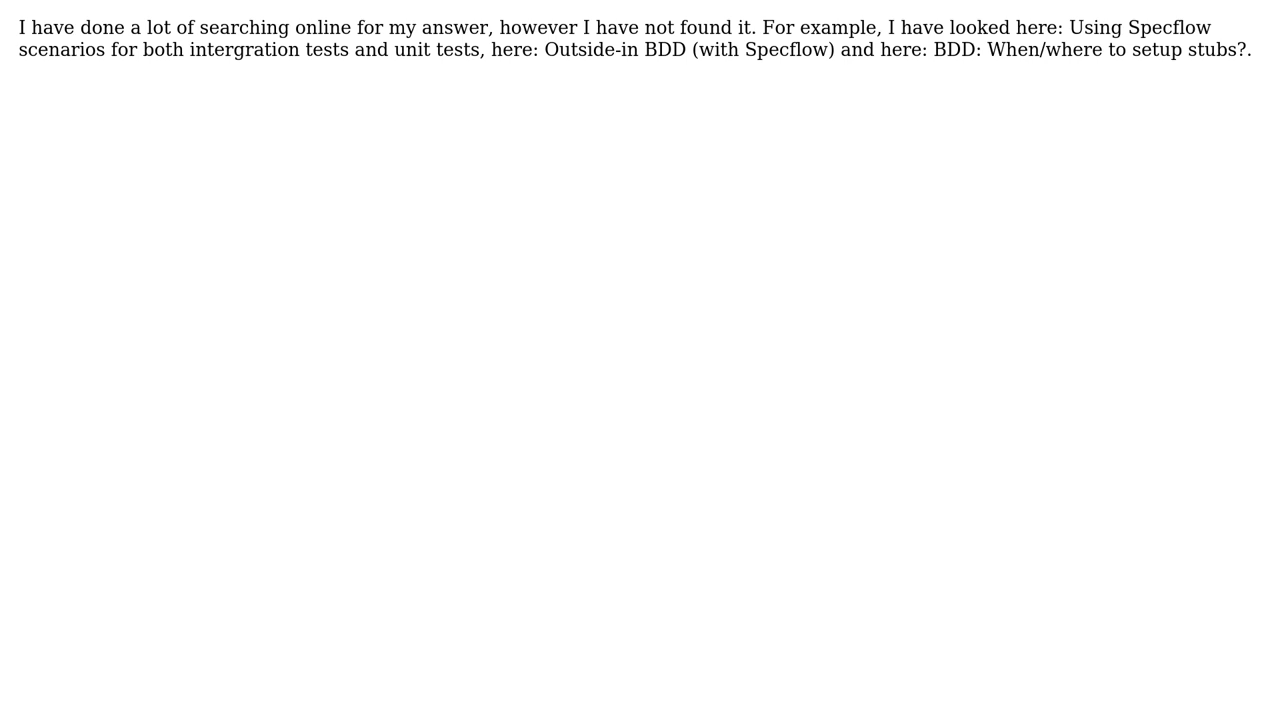 I have done a lot of searching online for my answer, however I have not found it. For example, I have looked here: Using Specflow
scenarios for both intergration tests and unit tests, here: Outside-in BDD (with Specflow) and here: BDD: When/where to setup stubs?.